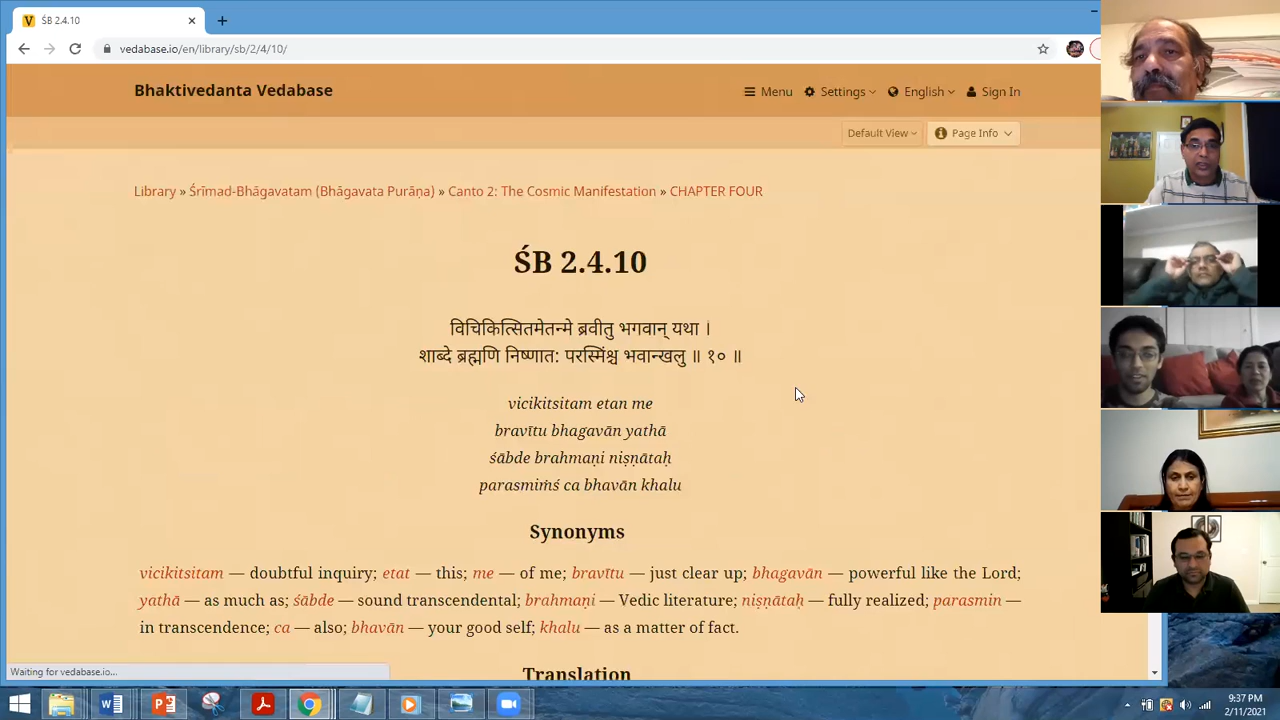 ŚB 2.4.10
vedabase.io/en/library/sb/2/4/10/
Bhaktivedanta Vedabase
Menu Settings English Sign In
Default View Page Info
Library » Śrīmad-Bhāgavatam (Bhāgavata Purāṇa) » Canto 2: The Cosmic Manifestation » CHAPTER FOUR
ŚB 2.4.10
विचिकित्सितमेतन्मे ब्रवीतु भगवान् यथा ।
शाब्दे ब्रह्मणि निष्णात: परस्मिंश्च भवान्खलु ॥ १० ॥
vicikitsitam etan me
bravītu bhagavān yathā
śābde brahmaṇi niṣṇātaḥ
parasmiṁś ca bhavān khalu
Synonyms
vicikitsitam — doubtful inquiry; etat — this; me — of me; bravītu — just clear up; bhagavān — powerful like the Lord;
yathā — as much as; śābde — sound transcendental; brahmaṇi — Vedic literature; niṣṇātaḥ — fully realized; parasmin —
in transcendence; ca — also; bhavān — your good self; khalu — as a matter of fact.
Translation
Waiting for vedabase.io...
9:37 PM
2/11/2021